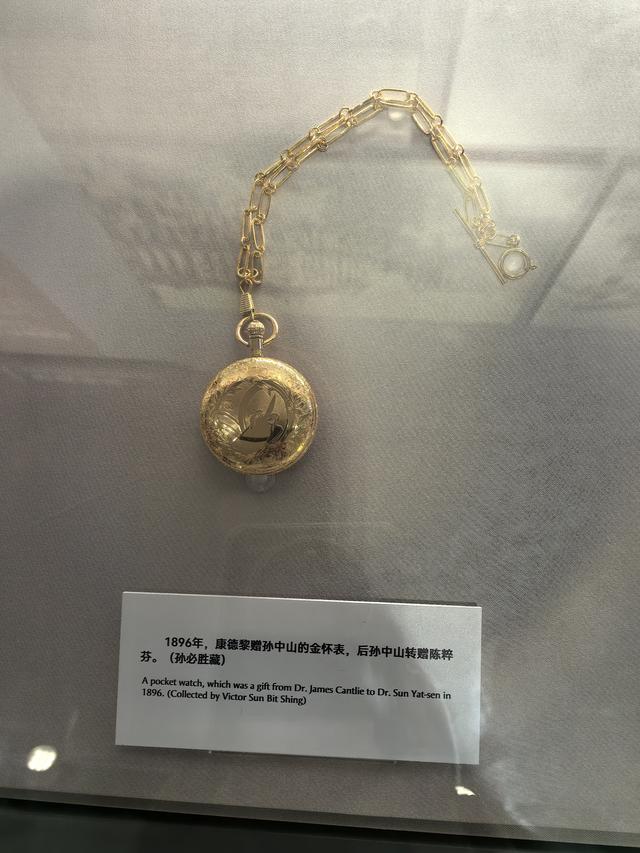 1896年，康德黎赠孙中山的金怀表，后孙中山转赠陈粹
芬。（孙必胜藏）
A pocket watch, which was a gift from Dr. James Cantlie to Dr. Sun Yat-sen in
1896. (Collected by Victor Sun Bit Shing)